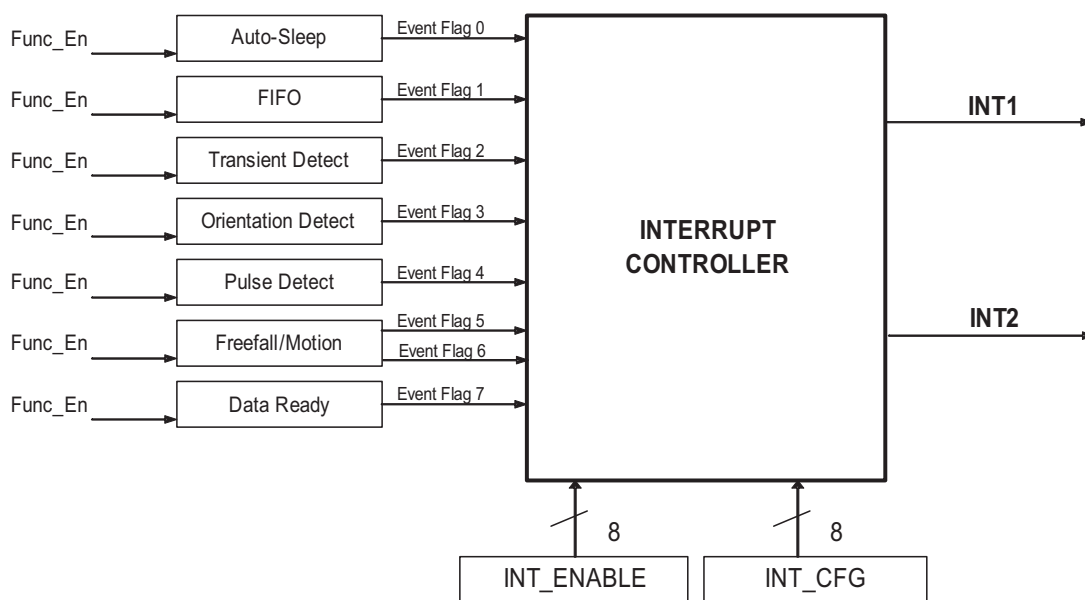 Func_En
Auto-Sleep
Event Flag 0
Func_En
FIFO
Event Flag 1
Func_En
Transient Detect
Event Flag 2
Func_En
Orientation Detect
Event Flag 3
Func_En
Pulse Detect
Event Flag 4
Func_En
Freefall/Motion
Event Flag 5
Event Flag 6
Func_En
Data Ready
Event Flag 7
INTERRUPT
CONTROLLER
INT1
INT2
8
8
INT_ENABLE
INT_CFG